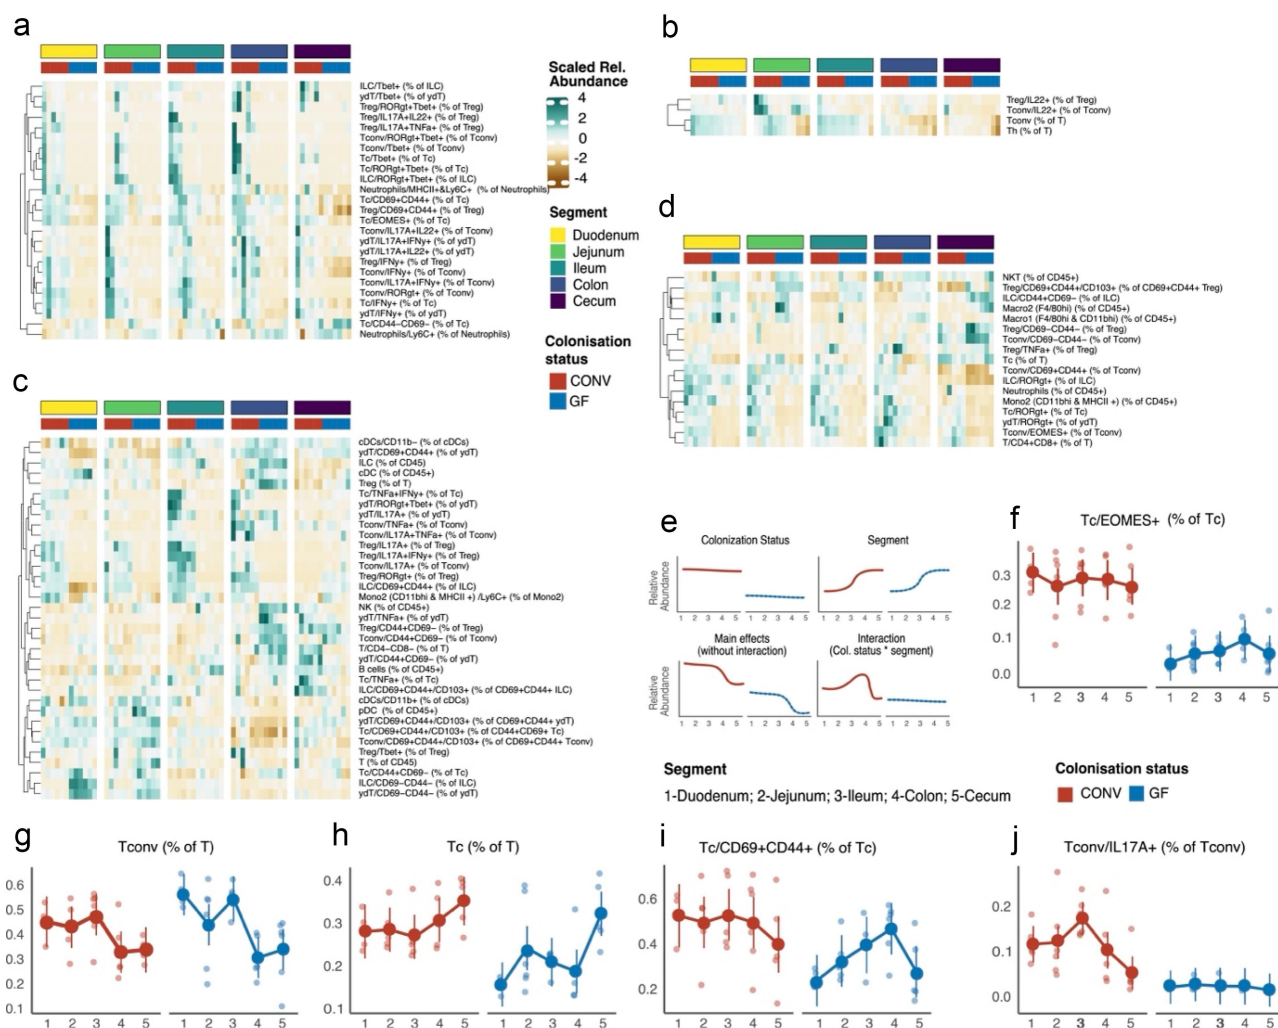 a
ILC/Tbet+ (% of ILC)
ydT/Tbet+ (% of ydT)
Treg/RORgt+Tbet+ (% of Treg)
Treg/IL17A+IL22+ (% of Treg)
Treg/IL17A+TNFa+ (% of Treg)
Tconv/RORgt+Tbet+ (% of Tconv)
Tconv/Tbet+ (% of Tconv)
Tc/Tbet+ (% of Tc)
Tc/RORgt+Tbet+ (% of Tc)
ILC/RORgt+Tbet+ (% of ILC)
Neutrophils/MHCII+&Ly6C+ (% of Neutrophils)
Tc/CD69+CD44+ (% of Tc)
Treg/CD69+CD44+ (% of Treg)
Tc/EOMES+ (% of Tc)
Tconv/IL17A+IL22+ (% of Tconv)
ydT/IL17A+IFNy+ (% of ydT)
ydT/IL17A+IL22+ (% of ydT)
Treg/IFNy+ (% of Treg)
Tconv/IFNy+ (% of Tconv)
Tconv/IL17A+IFNy+ (% of Tconv)
Tconv/RORgt+ (% of Tconv)
Tc/IFNy+ (% of Tc)
ydT/IFNy+ (% of ydT)
Tc/CD44−CD69− (% of Tc)
Neutrophils/Ly6C+ (% of Neutrophils)
Scaled Rel.
Abundance
4
2
0
-2
-4
Segment
Duodenum
Jejunum
Ileum
Colon
Cecum
Colonisation
status
CONV
GF
b
Treg/IL22+ (% of Treg)
Tconv/IL22+ (% of Tconv)
Tconv (% of T)
Th (% of T)
c
cDCs/CD11b− (% of cDCs)
ydT/CD69+CD44+ (% of ydT)
ILC (% of CD45)
cDC (% of CD45+)
Treg (% of T)
Tc/TNFa+IFNy+ (% of Tc)
ydT/RORgt+Tbet+ (% of ydT)
ydT/IL17A+ (% of ydT)
Tconv/TNFa+ (% of Tconv)
Tconv/IL17A+TNFa+ (% of Tconv)
Treg/IL17A+ (% of Treg)
Treg/IL17A+IFNy+ (% of Treg)
Tconv/IL17A+ (% of Tconv)
Treg/RORgt+ (% of Treg)
ILC/CD69+CD44+ (% of ILC)
Mono2 (CD11bhi & MHCII +) /Ly6C+ (% of Mono2)
NK (% of CD45+)
ydT/TNFa+ (% of ydT)
Treg/CD44+CD69− (% of Treg)
Tconv/CD44+CD69− (% of Tconv)
T/CD4−CD8− (% of T)
ydT/CD44+CD69− (% of ydT)
B cells (% of CD45+)
Tc/TNFa+ (% of Tc)
ILC/CD69+CD44+/CD103+ (% of CD69+CD44+ ILC)
cDCs/CD11b+ (% of cDCs)
pDC (% of CD45+)
ydT/CD69+CD44+/CD103+ (% of CD69+CD44+ ydT)
Tc/CD69+CD44+/CD103+ (% of CD44+CD69+ Tc)
Tconv/CD69+CD44+/CD103+ (% of CD69+CD44+ Tconv)
Treg/Tbet+ (% of Treg)
T (% of CD45)
Tc/CD44+CD69− (% of Tc)
ILC/CD69−CD44− (% of ILC)
ydT/CD69−CD44− (% of ydT)
d
NKT (% of CD45+)
Treg/CD69+CD44+/CD103+ (% of CD69+CD44+ Treg)
ILC/CD44+CD69− (% of ILC)
Macro2 (F4/80hi) (% of CD45+)
Macro1 (F4/80hi & CD11bhi) (% of CD45+)
Treg/CD69−CD44− (% of Treg)
Tconv/CD69−CD44− (% of Tconv)
Treg/TNFa+ (% of Treg)
Tc (% of T)
Tconv/CD69+CD44+ (% of Tconv)
ILC/RORgt+ (% of ILC)
Neutrophils (% of CD45+)
Mono2 (CD11bhi & MHCII +) (% of CD45+)
Tc/RORgt+ (% of Tc)
ydT/RORgt+ (% of ydT)
Tconv/EOMES+ (% of Tconv)
T/CD4+CD8+ (% of T)
e
Colonization Status
Segment
Relative
Abundance
1 2 3 4 5 1 2 3 4 5
1 2 3 4 5 1 2 3 4 5
Main effects
(without interaction)
Interaction
(Col. status * segment)
Relative
Abundance
1 2 3 4 5 1 2 3 4 5
1 2 3 4 5 1 2 3 4 5
f
Tc/EOMES+ (% of Tc)
0.3
0.2
0.1
0.0
1 2 3 4 5 1 2 3 4 5
Segment
1-Duodenum; 2-Jejunum; 3-Ileum; 4-Colon; 5-Cecum
Colonisation status
CONV GF
g
Tconv (% of T)
0.6
0.5
0.4
0.3
0.2
0.1
1 2 3 4 5 1 2 3 4 5
h
Tc (% of T)
0.4
0.3
0.2
0.1
1 2 3 4 5 1 2 3 4 5
i
Tc/CD69+CD44+ (% of Tc)
0.6
0.4
0.2
1 2 3 4 5 1 2 3 4 5
j
Tconv/IL17A+ (% of Tconv)
0.2
0.1
0.0
1 2 3 4 5 1 2 3 4 5